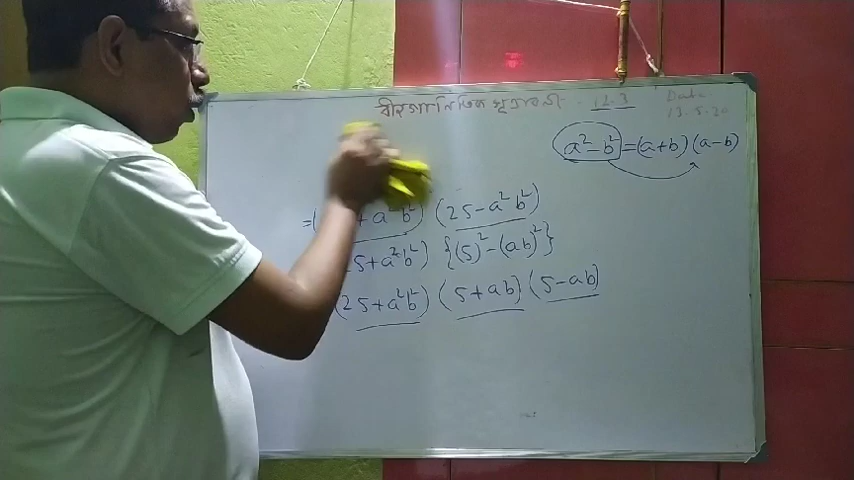 বীজগানিতিক সূত্রাবলী - 12.3 Date
13-5-20
a²-b² = (a+b)(a-b)
=( + a²b²) (25-a²b²)
5+a²b²) {(5)²-(ab)²}
(25+a²b²) (5+ab) (5-ab)